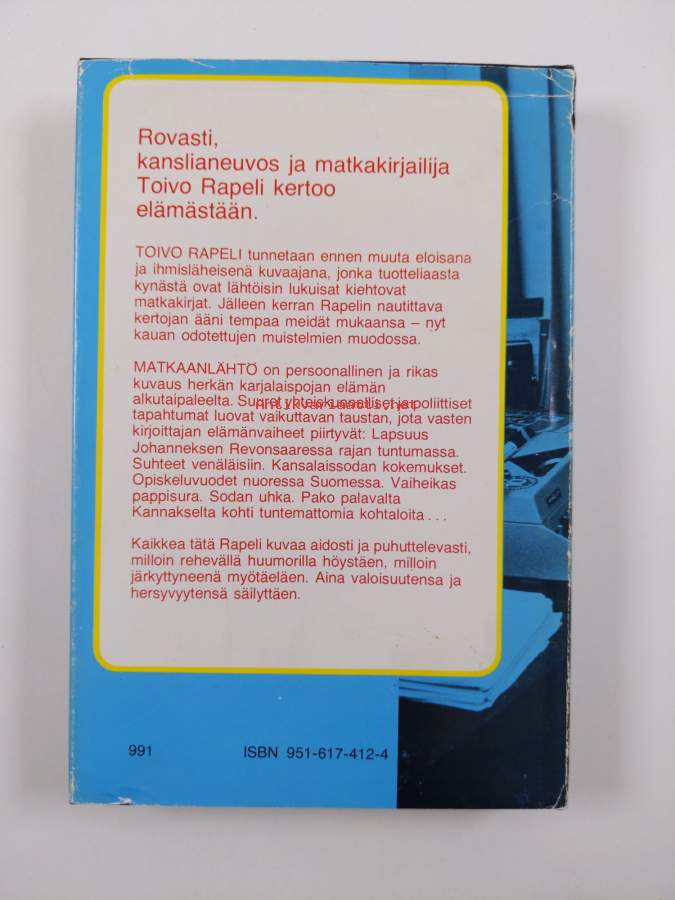 Rovasti,
kanslianeuvos ja matkakirjailija
Toivo Rapeli kertoo
elämästään.
TOIVO RAPELI tunnetaan ennen muuta eloisana
ja ihmisläheisenä kuvaajana, jonka tuotteliaasta
kynästä ovat lähtöisin lukuisat kiehtovat
matkakirjat. Jälleen kerran Rapelin nautittava
kertojan ääni tempaa meidät mukaansa – nyt
kauan odotettujen muistelmien muodossa.
MATKAANLÄHTÖ on persoonallinen ja rikas
kuvaus herkän karjalaispojan elämän
alkutaipaleelta. Suuret yhteiskunnalliset ja poliittiset
tapahtumat luovat vaikuttavan taustan, jota vasten
kirjoittajan elämänvaiheet piirtyvät: Lapsuus
Johanneksen Revonsaaressa rajan tuntumassa.
Suhteet venäläisiin. Kansalaissodan kokemukset.
Opiskeluvuodet nuoressa Suomessa. Vaiheikas
pappisura. Sodan uhka. Pako palavalta
Kannakselta kohti tuntemattomia kohtaloita . . .
Kaikkea tätä Rapeli kuvaa aidosti ja puhuttelevasti,
milloin rehevällä huumorilla höystäen, milloin
järkyttyneenä myötäeläen. Aina valoisuutensa ja
hersyvyytensä säilyttäen.
991 ISBN 951-617-412-4